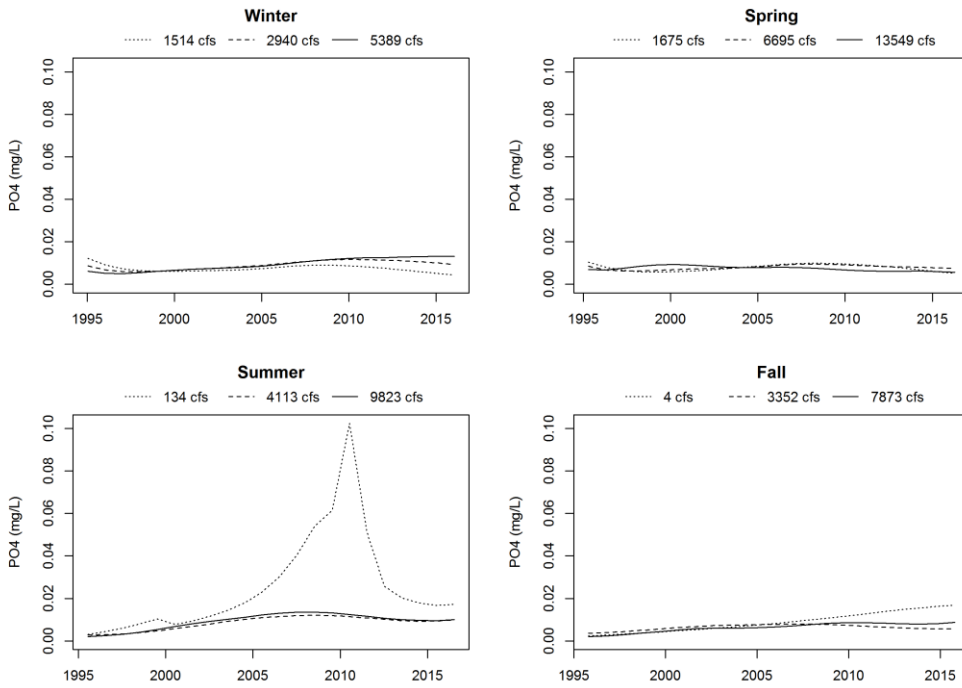 Winter
1514 cfs 2940 cfs 5389 cfs
PO4 (mg/L)
0.10
0.08
0.06
0.04
0.02
0.00
1995 2000 2005 2010 2015
Spring
1675 cfs 6695 cfs 13549 cfs
PO4 (mg/L)
0.10
0.08
0.06
0.04
0.02
0.00
1995 2000 2005 2010 2015
Summer
134 cfs 4113 cfs 9823 cfs
PO4 (mg/L)
0.10
0.08
0.06
0.04
0.02
0.00
1995 2000 2005 2010 2015
Fall
4 cfs 3352 cfs 7873 cfs
PO4 (mg/L)
0.10
0.08
0.06
0.04
0.02
0.00
1995 2000 2005 2010 2015